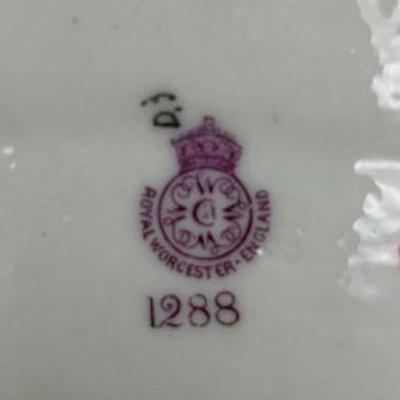 ROYAL WORCESTER · ENGLAND
1288